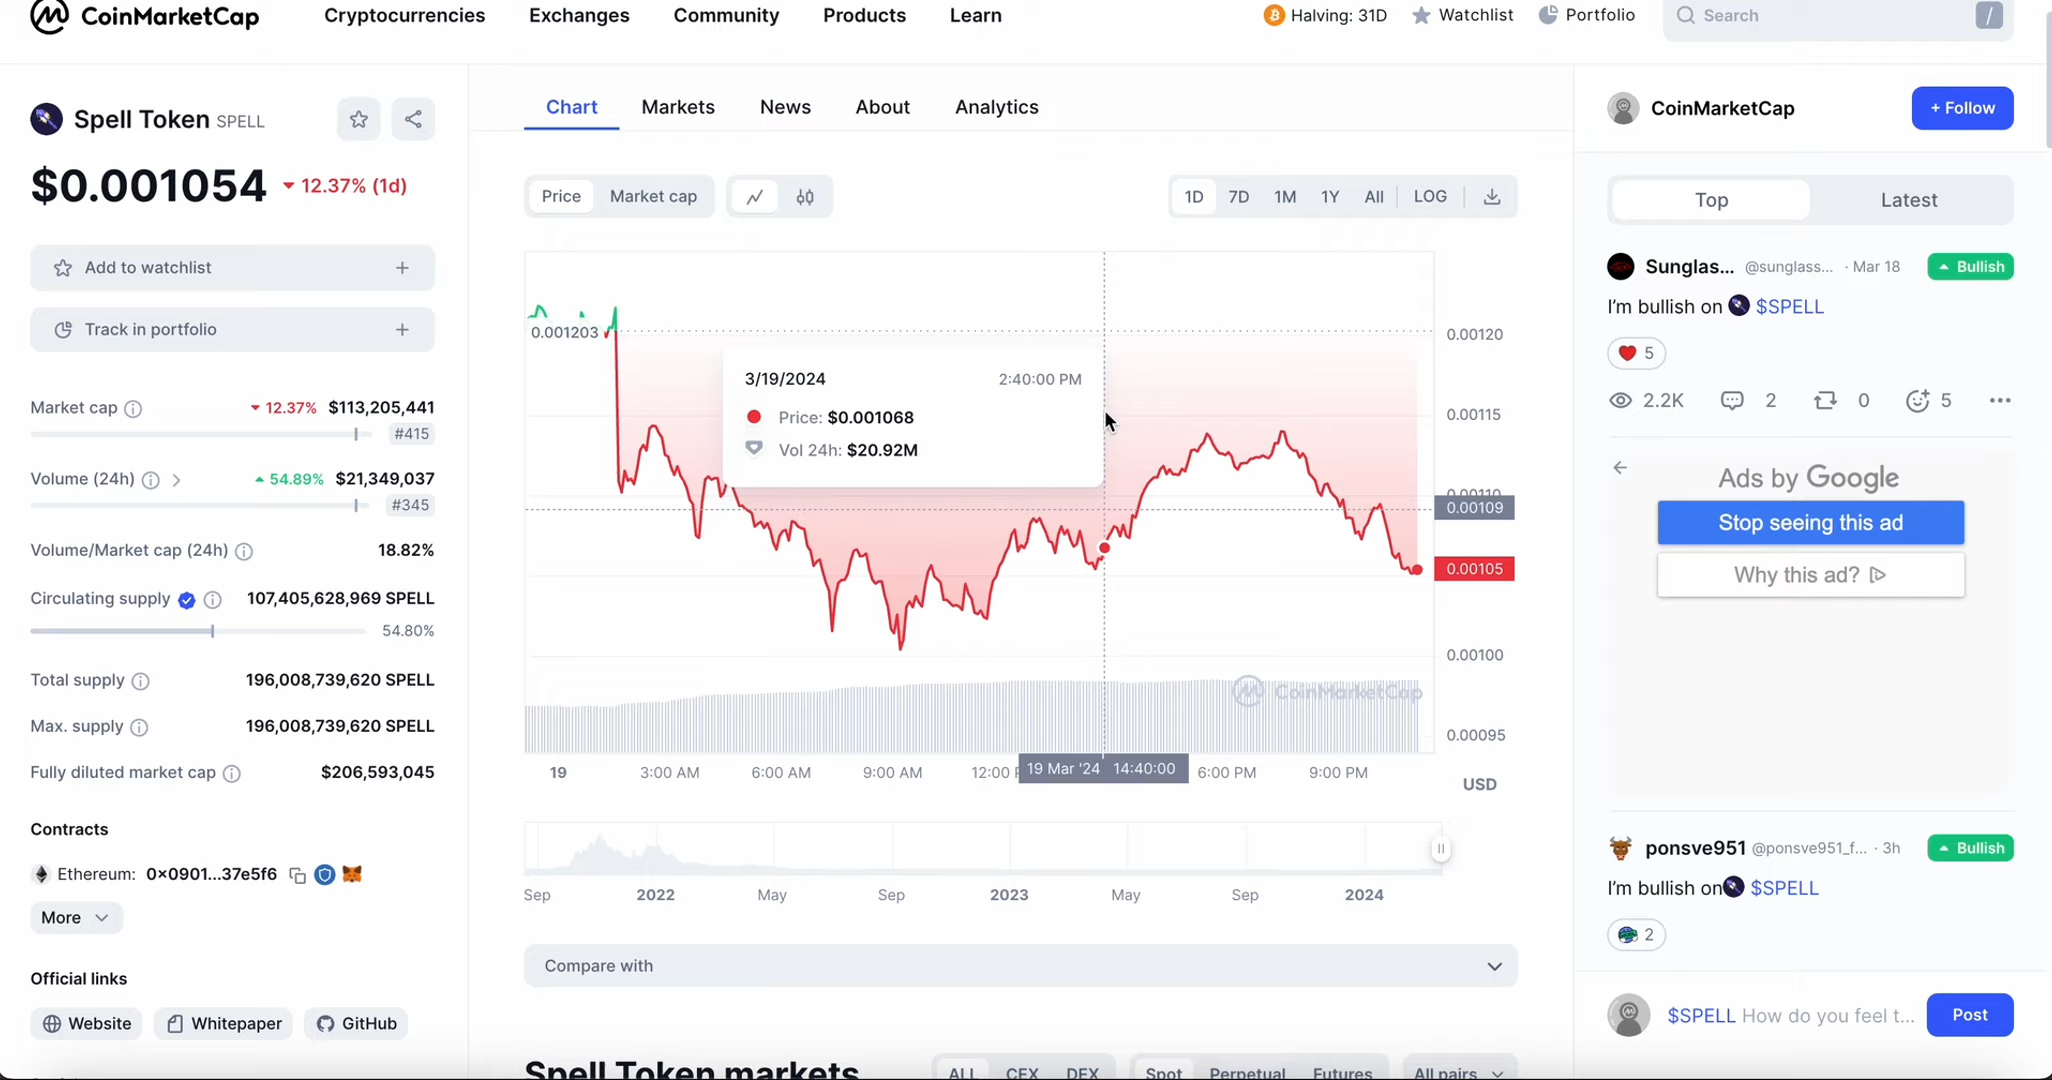 CoinMarketCap
Cryptocurrencies Exchanges Community Products Learn
Halving: 31D Watchlist Portfolio Search /
Spell Token SPELL
$0.001054 12.37% (1d)
Add to watchlist +
Track in portfolio +
Market cap 12.37% $113,205,441
#415
Volume (24h) 54.89% $21,349,037
#345
Volume/Market cap (24h) 18.82%
Circulating supply 107,405,628,969 SPELL
54.80%
Total supply 196,008,739,620 SPELL
Max. supply 196,008,739,620 SPELL
Fully diluted market cap $206,593,045
Contracts
Ethereum: 0x0901...37e5f6
More
Official links
Website Whitepaper GitHub
Chart Markets News About Analytics
Price Market cap
1D 7D 1M 1Y All LOG
0.001203
3/19/2024 2:40:00 PM
Price: $0.001068
Vol 24h: $20.92M
0.00120
0.00115
0.00110
0.00109
0.00105
0.00100
0.00095
CoinMarketCap
19 3:00 AM 6:00 AM 9:00 AM 12:00 19 Mar '24 14:40:00 6:00 PM 9:00 PM
USD
Sep 2022 May Sep 2023 May Sep 2024
Compare with
Spell Token markets
ALL CEX DEX Spot Perpetual Futures All pairs
CoinMarketCap + Follow
Top Latest
Sunglas... @sunglass... · Mar 18 Bullish
I'm bullish on $SPELL
5
2.2K 2 0 5
Ads by Google
Stop seeing this ad
Why this ad?
ponsve951 @ponsve951_f... · 3h Bullish
I'm bullish on $SPELL
2
$SPELL How do you feel t... Post